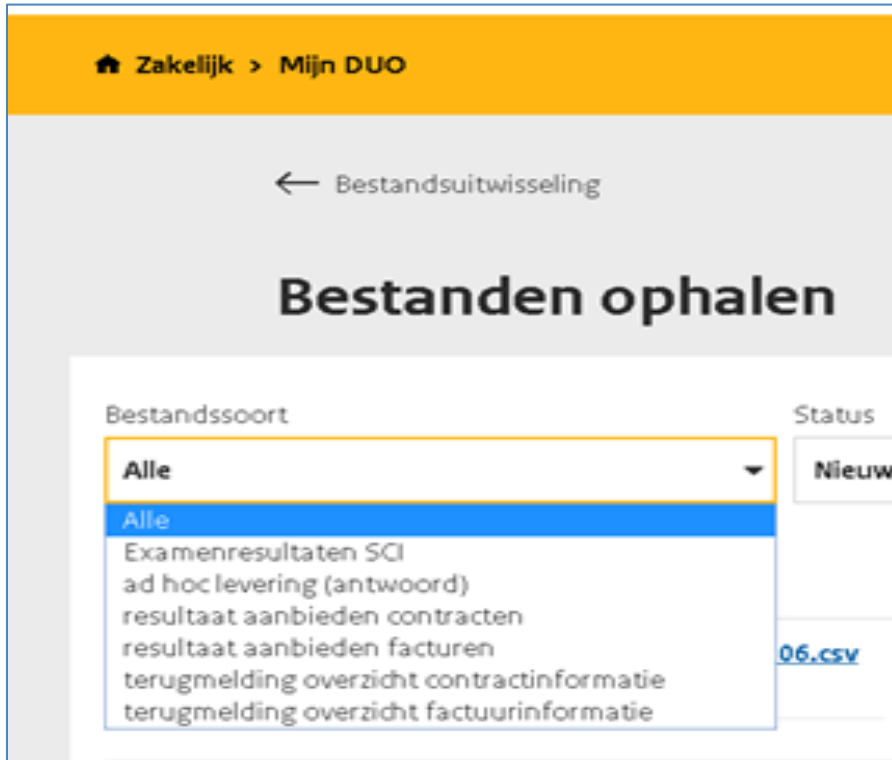 Zakelijk > Mijn DUO
← Bestandsuitwisseling
Bestanden ophalen
Bestandssoort Status
Alle Nieuw
Alle
Examenresultaten SCI
ad hoc levering (antwoord)
resultaat aanbieden contracten
resultaat aanbieden facturen
06.csv
terugmelding overzicht contractinformatie
terugmelding overzicht factuurinformatie